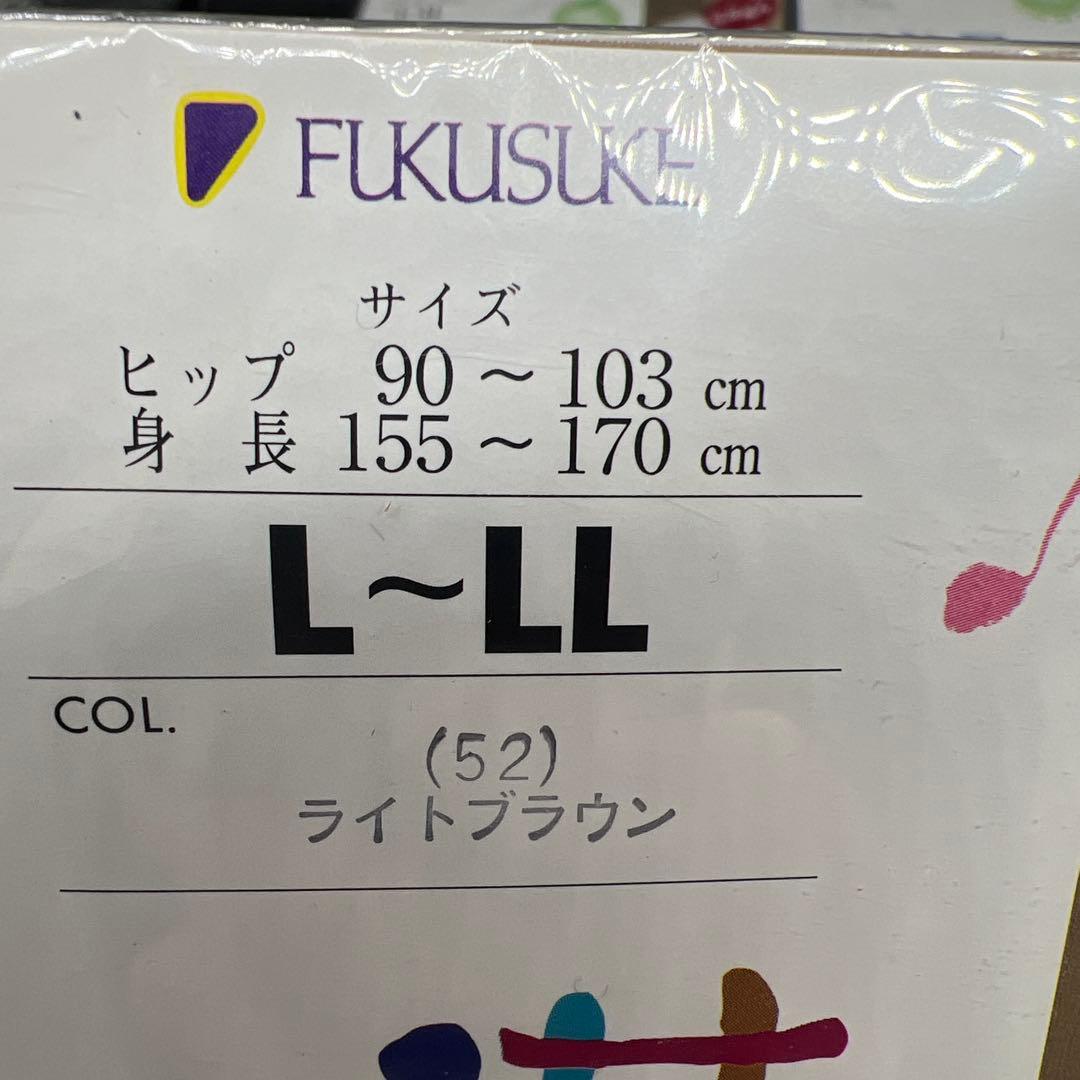 FUKUSUKE
サイズ
ヒップ 90～103 cm
身 長 155～170 cm
L～LL
COL.
(52)
ライトブラウン